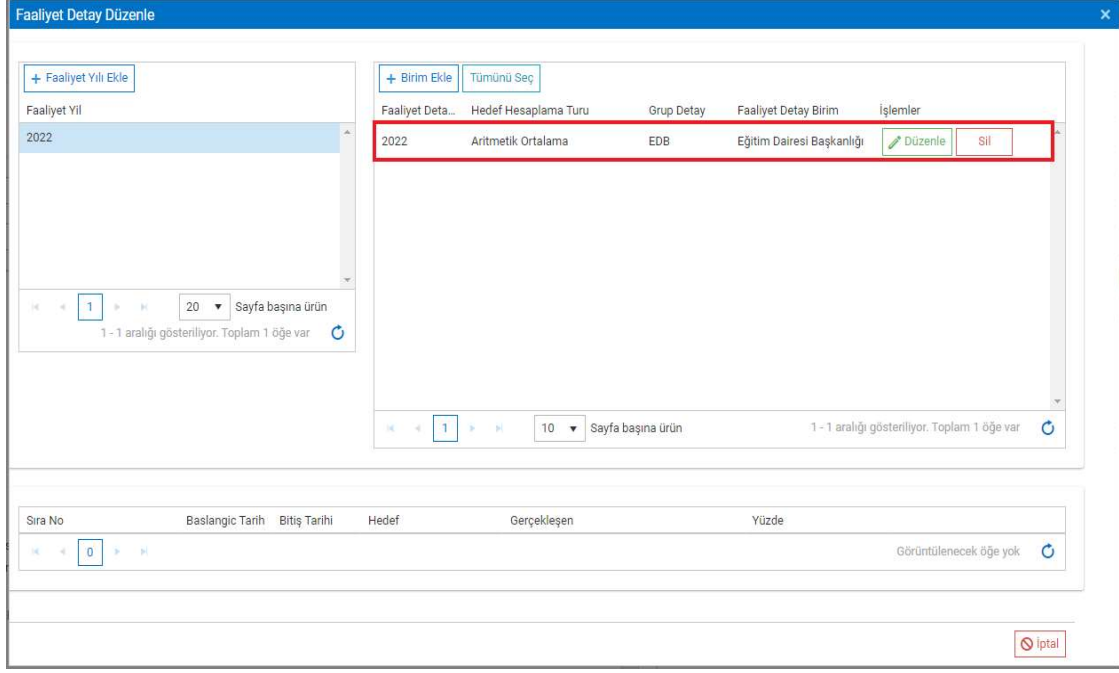 Faaliyet Detay Düzenle
+ Faaliyet Yılı Ekle
Faaliyet Yil
2022
1
20
Sayfa başına ürün
1 - 1 aralığı gösteriliyor. Toplam 1 öğe var
+ Birim Ekle
Tümünü Seç
Faaliyet Deta... Hedef Hesaplama Turu Grup Detay Faaliyet Detay Birim İşlemler
2022 Aritmetik Ortalama EDB Eğitim Dairesi Başkanlığı Düzenle Sil
1
10
Sayfa başına ürün
1 - 1 aralığı gösteriliyor. Toplam 1 öğe var
Sıra No Baslangic Tarih Bitiş Tarihi Hedef Gerçekleşen Yüzde
0
Görüntülenecek öğe yok
İptal